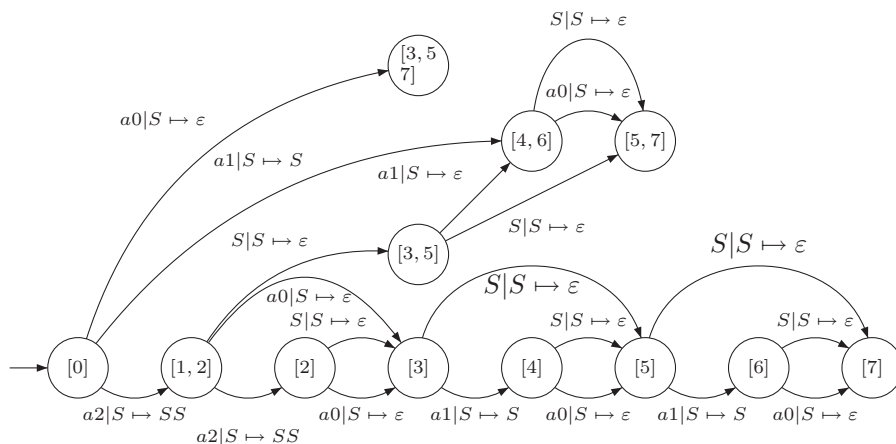 S|S ↦ ε
[3, 5
7]
a0|S ↦ ε
a0|S ↦ ε
[4, 6]
[5, 7]
a1|S ↦ S
a1|S ↦ ε
S|S ↦ ε
S|S ↦ ε
[3, 5]
S|S ↦ ε
S|S ↦ ε
a0|S ↦ ε
S|S ↦ ε
S|S ↦ ε
S|S ↦ ε
[0]
[1, 2]
[2]
[3]
[4]
[5]
[6]
[7]
a2|S ↦ SS
a2|S ↦ SS
a0|S ↦ ε
a1|S ↦ S
a0|S ↦ ε
a1|S ↦ S
a0|S ↦ ε